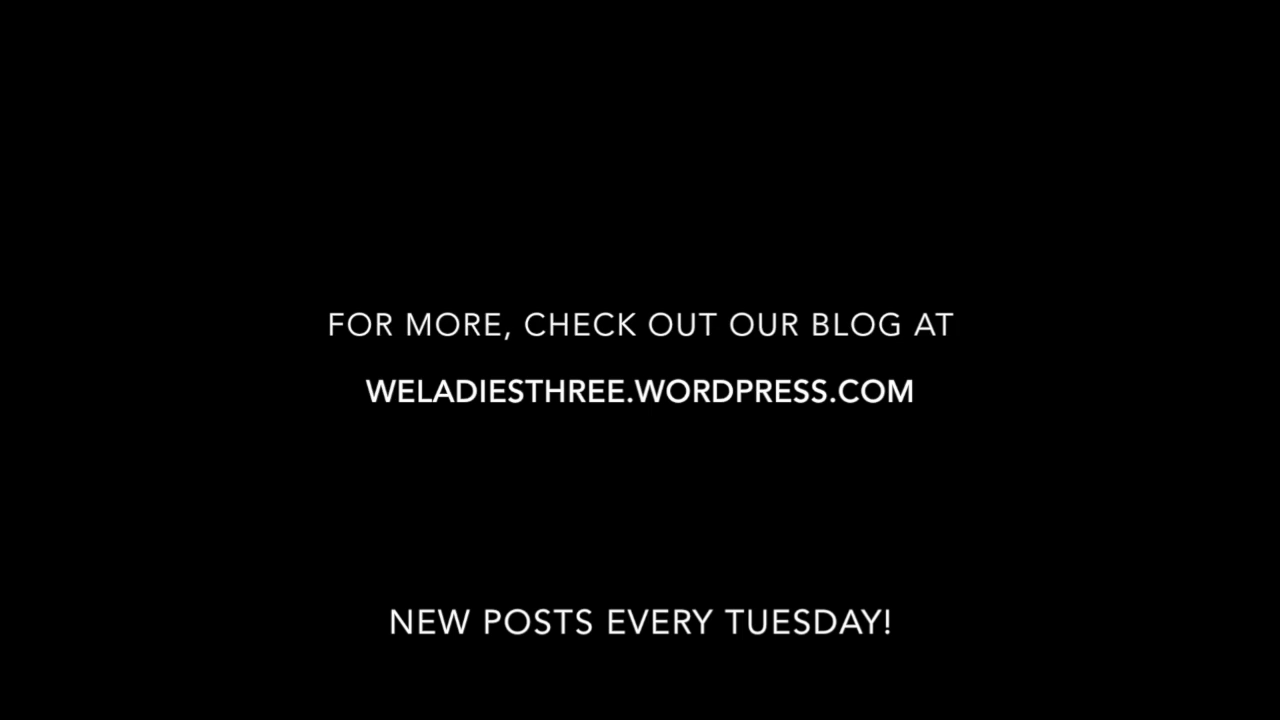 FOR MORE, CHECK OUT OUR BLOG AT
WELADIESTHREE.WORDPRESS.COM
NEW POSTS EVERY TUESDAY!